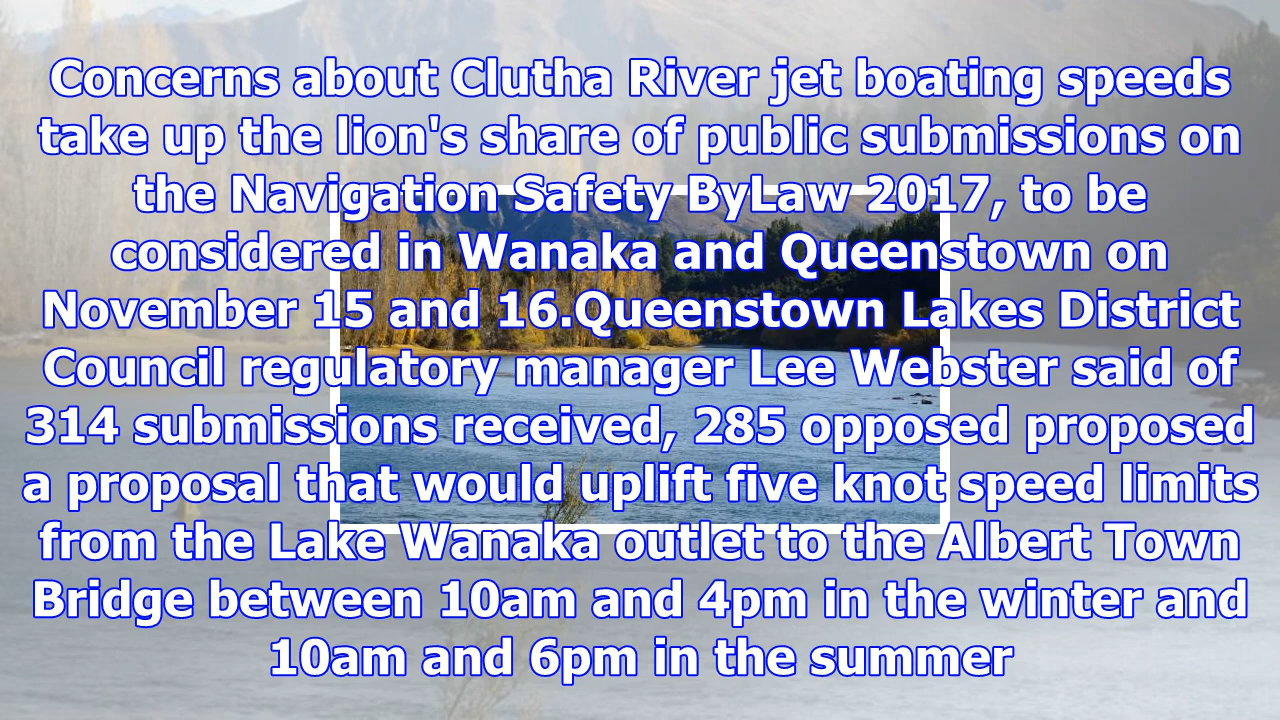 Concerns about Clutha River jet boating speeds
take up the lion's share of public submissions on
the Navigation Safety ByLaw 2017, to be
considered in Wanaka and Queenstown on
November 15 and 16.Queenstown Lakes District
Council regulatory manager Lee Webster said of
314 submissions received, 285 opposed proposed
a proposal that would uplift five knot speed limits
from the Lake Wanaka outlet to the Albert Town
Bridge between 10am and 4pm in the winter and
10am and 6pm in the summer